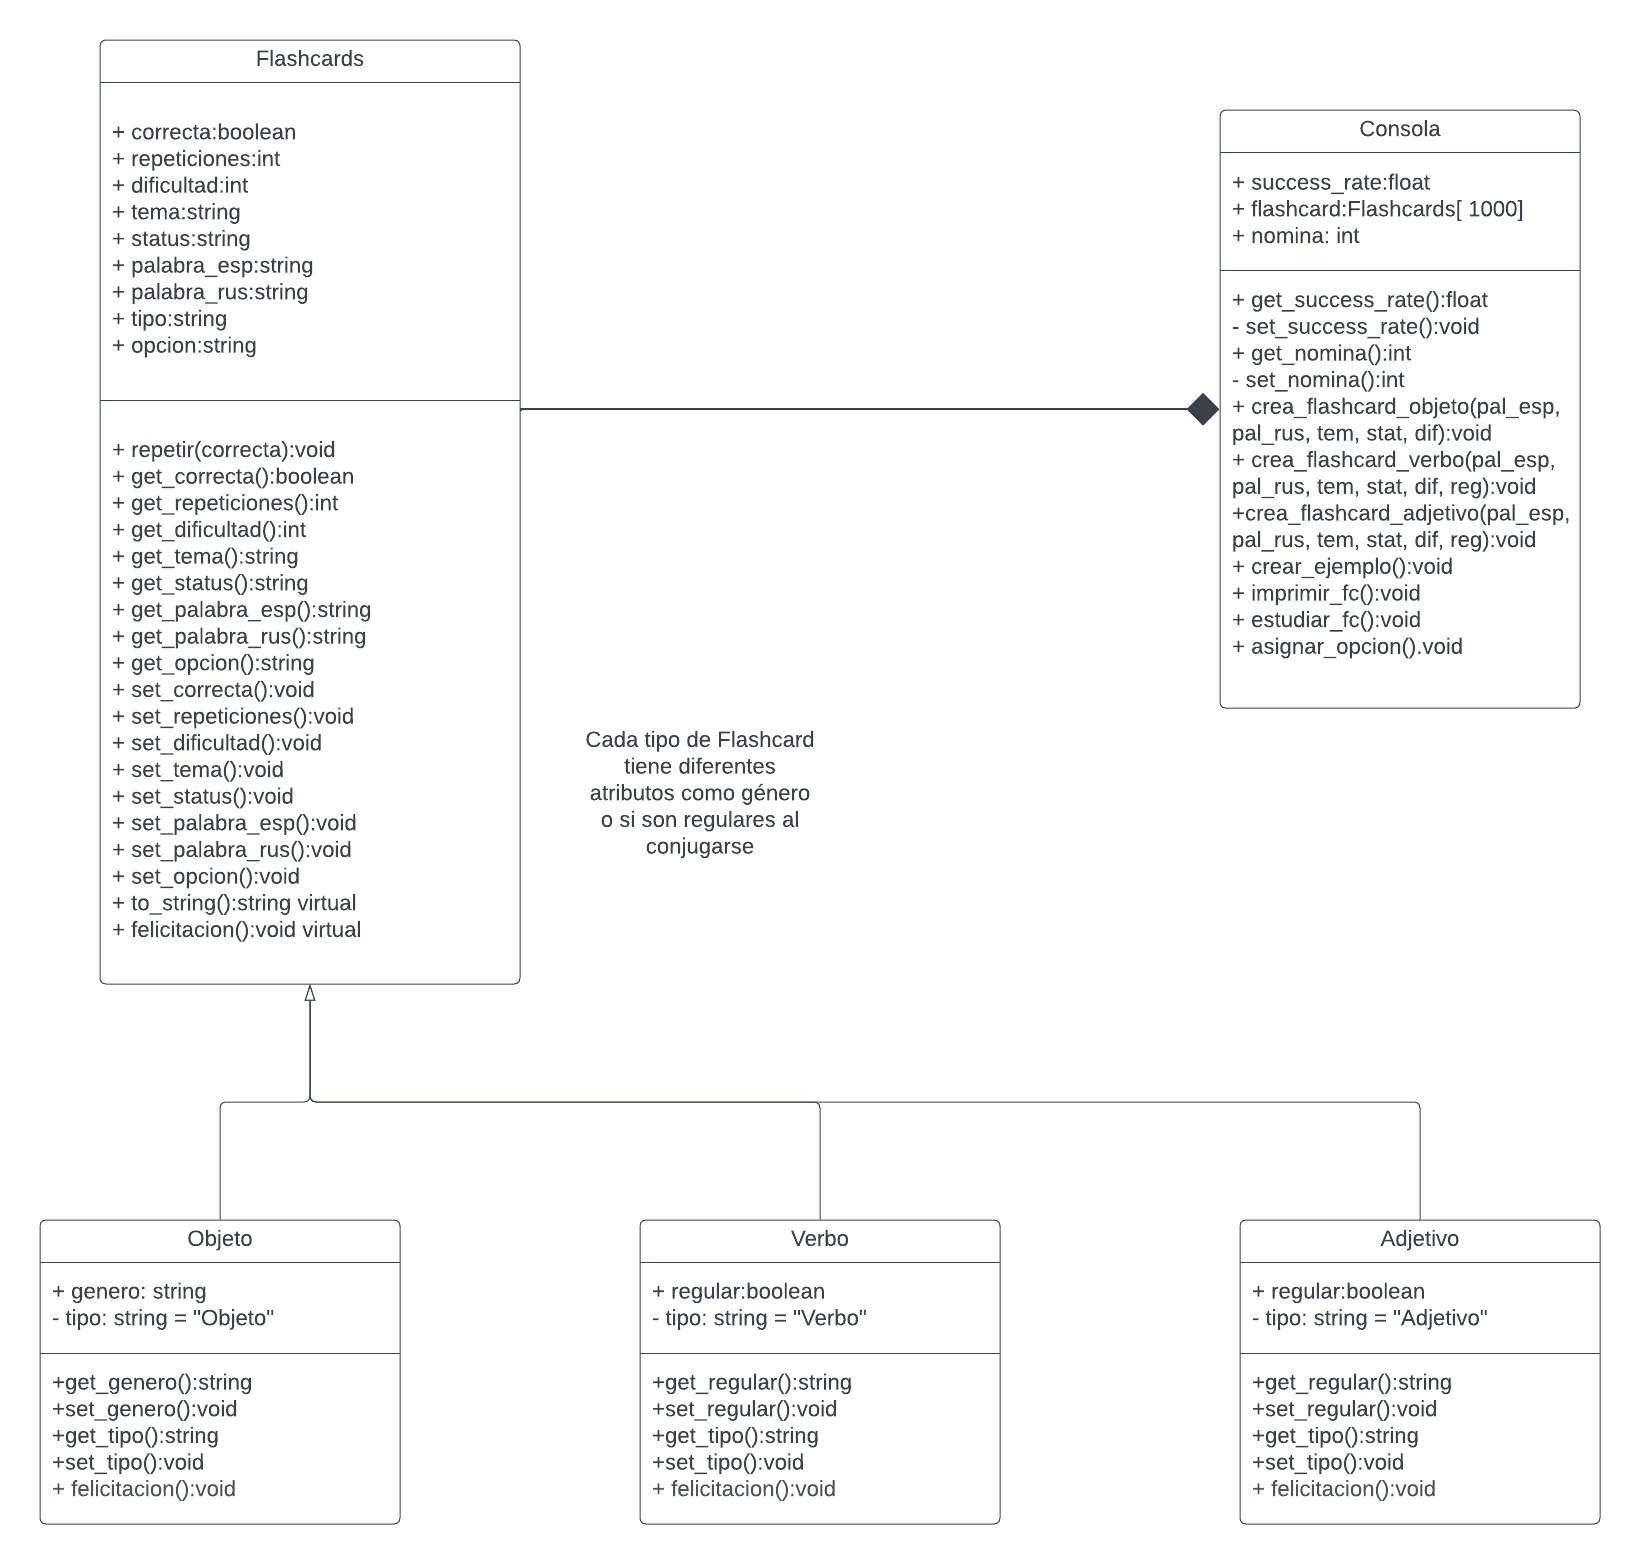 Flashcards
+ correcta:boolean
+ repeticiones:int
+ dificultad:int
+ tema:string
+ status:string
+ palabra_esp:string
+ palabra_rus:string
+ tipo:string
+ opcion:string
+ repetir(correcta):void
+ get_correcta():boolean
+ get_repeticiones():int
+ get_dificultad():int
+ get_tema():string
+ get_status():string
+ get_palabra_esp():string
+ get_palabra_rus():string
+ get_opcion():string
+ set_correcta():void
+ set_repeticiones():void
+ set_dificultad():void
+ set_tema():void
+ set_status():void
+ set_palabra_esp():void
+ set_palabra_rus():void
+ set_opcion():void
+ to_string():string virtual
+ felicitacion():void virtual
Consola
+ success_rate:float
+ flashcard:Flashcards[ 1000]
+ nomina: int
+ get_success_rate():float
- set_success_rate():void
+ get_nomina():int
- set_nomina():int
+ crea_flashcard_objeto(pal_esp,
pal_rus, tem, stat, dif):void
+ crea_flashcard_verbo(pal_esp,
pal_rus, tem, stat, dif, reg):void
+crea_flashcard_adjetivo(pal_esp,
pal_rus, tem, stat, dif, reg):void
+ crear_ejemplo():void
+ imprimir_fc():void
+ estudiar_fc():void
+ asignar_opcion().void
Cada tipo de Flashcard
tiene diferentes
atributos como género
o si son regulares al
conjugarse
Objeto
+ genero: string
- tipo: string = "Objeto"
+get_genero():string
+set_genero():void
+get_tipo():string
+set_tipo():void
+ felicitacion():void
Verbo
+ regular:boolean
- tipo: string = "Verbo"
+get_regular():string
+set_regular():void
+get_tipo():string
+set_tipo():void
+ felicitacion():void
Adjetivo
+ regular:boolean
- tipo: string = "Adjetivo"
+get_regular():string
+set_regular():void
+get_tipo():string
+set_tipo():void
+ felicitacion():void